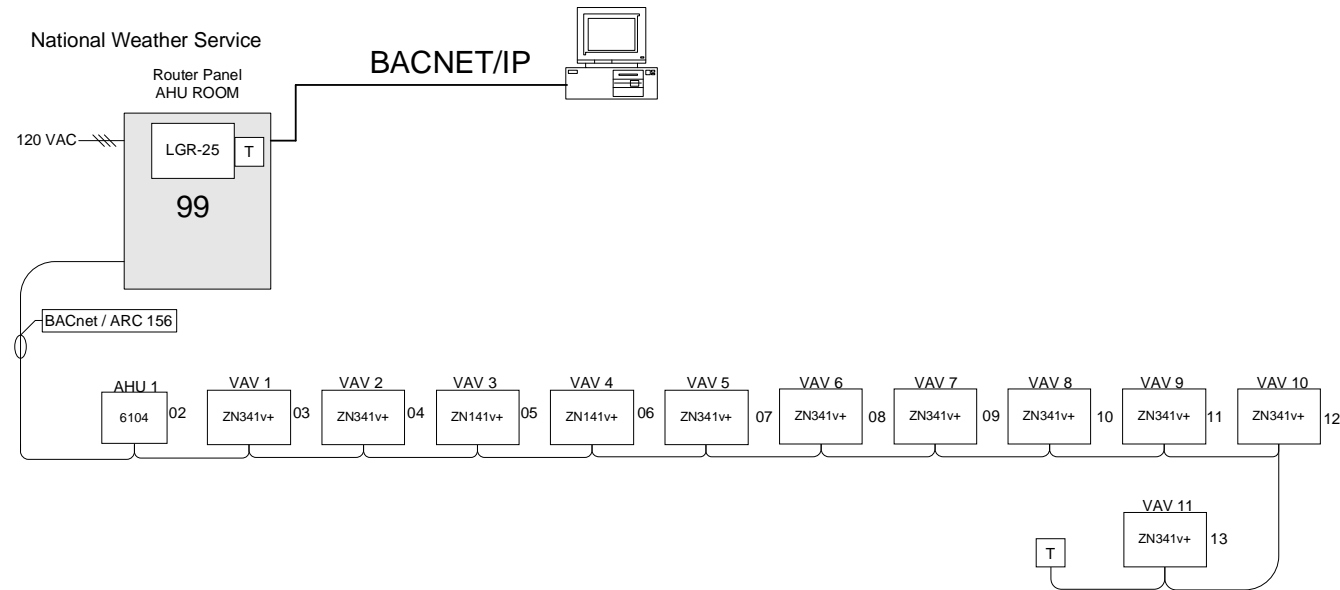 National Weather Service
BACNET/IP
Router Panel
AHU ROOM
120 VAC
LGR-25
T
99
BACnet / ARC 156
AHU 1
6104
02
VAV 1
ZN341v+
03
VAV 2
ZN341v+
04
VAV 3
ZN141v+
05
VAV 4
ZN141v+
06
VAV 5
ZN341v+
07
VAV 6
ZN341v+
08
VAV 7
ZN341v+
09
VAV 8
ZN341v+
10
VAV 9
ZN341v+
11
VAV 10
ZN341v+
12
VAV 11
ZN341v+
13
T